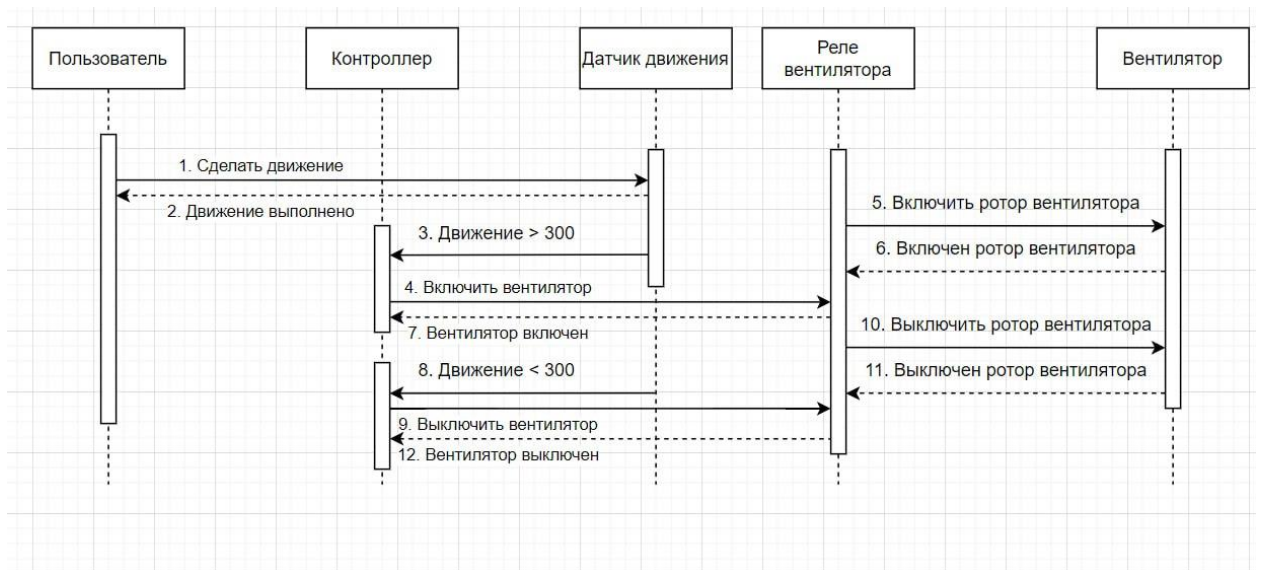 Пользователь
Контроллер
Датчик движения
Реле
вентилятора
Вентилятор
1. Сделать движение
2. Движение выполнено
3. Движение > 300
4. Включить вентилятор
5. Включить ротор вентилятора
6. Включен ротор вентилятора
7. Вентилятор включен
8. Движение < 300
9. Выключить вентилятор
10. Выключить ротор вентилятора
11. Выключен ротор вентилятора
12. Вентилятор выключен